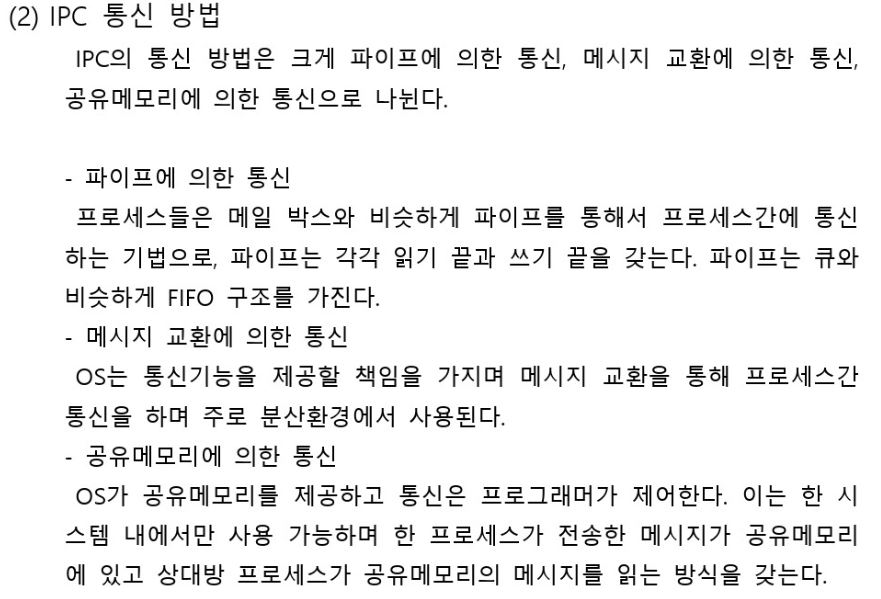 (2) IPC 통신 방법
IPC의 통신 방법은 크게 파이프에 의한 통신, 메시지 교환에 의한 통신,
공유메모리에 의한 통신으로 나뉜다.
- 파이프에 의한 통신
프로세스들은 메일 박스와 비슷하게 파이프를 통해서 프로세스간에 통신
하는 기법으로, 파이프는 각각 읽기 끝과 쓰기 끝을 갖는다. 파이프는 큐와
비슷하게 FIFO 구조를 가진다.
- 메시지 교환에 의한 통신
OS는 통신기능을 제공할 책임을 가지며 메시지 교환을 통해 프로세스간
통신을 하며 주로 분산환경에서 사용된다.
- 공유메모리에 의한 통신
OS가 공유메모리를 제공하고 통신은 프로그래머가 제어한다. 이는 한 시
스템 내에서만 사용 가능하며 한 프로세스가 전송한 메시지가 공유메모리
에 있고 상대방 프로세스가 공유메모리의 메시지를 읽는 방식을 갖는다.